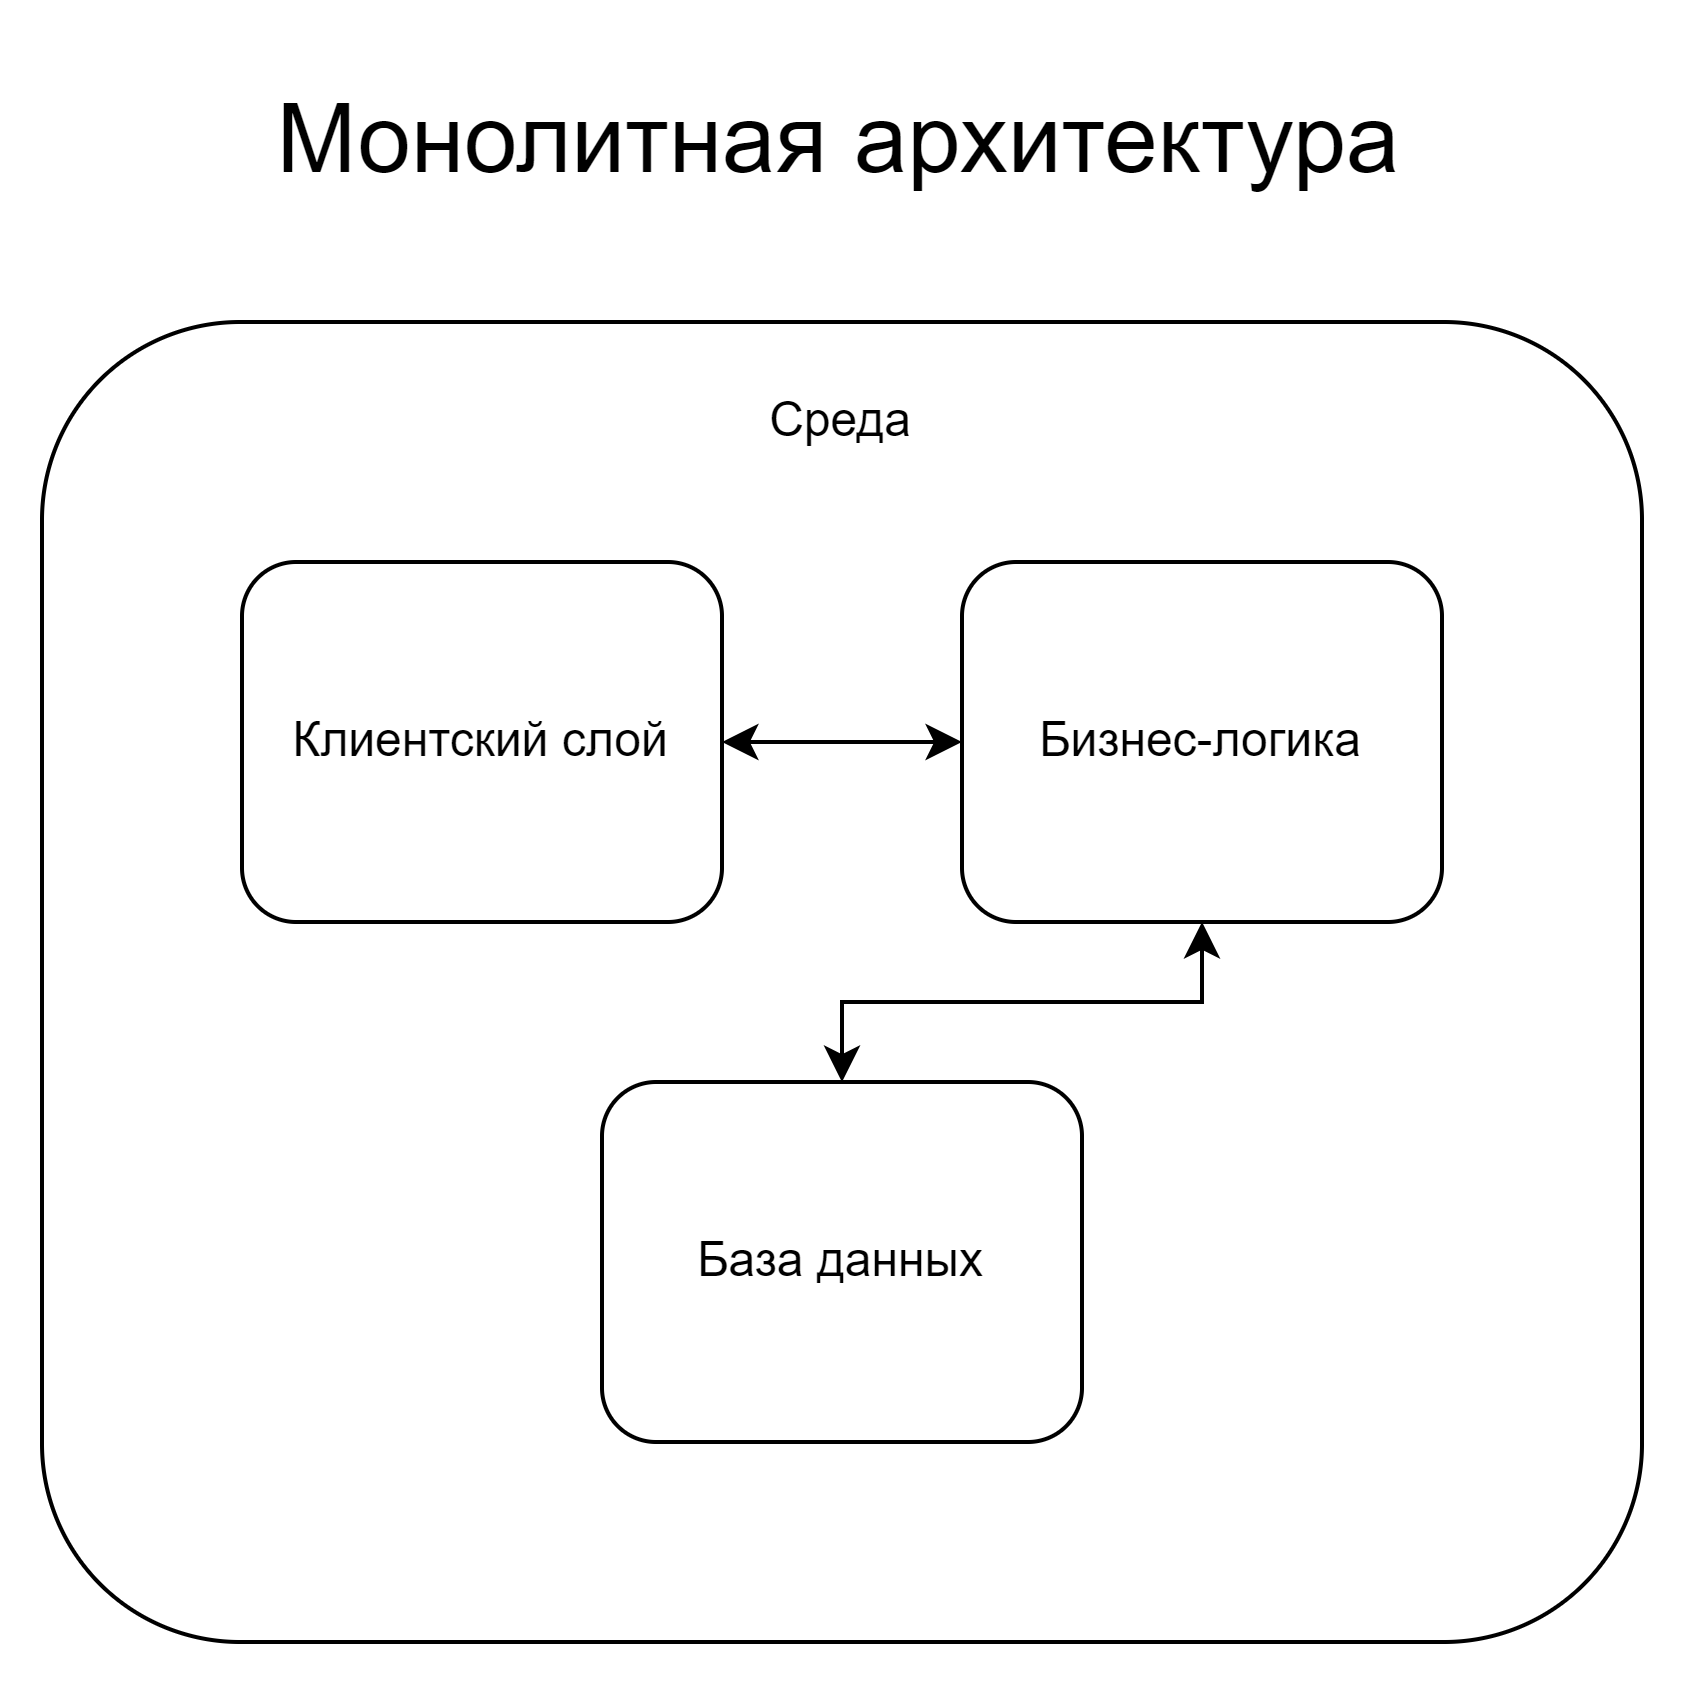 Монолитная архитектура
Среда
Клиентский слой
Бизнес-логика
База данных